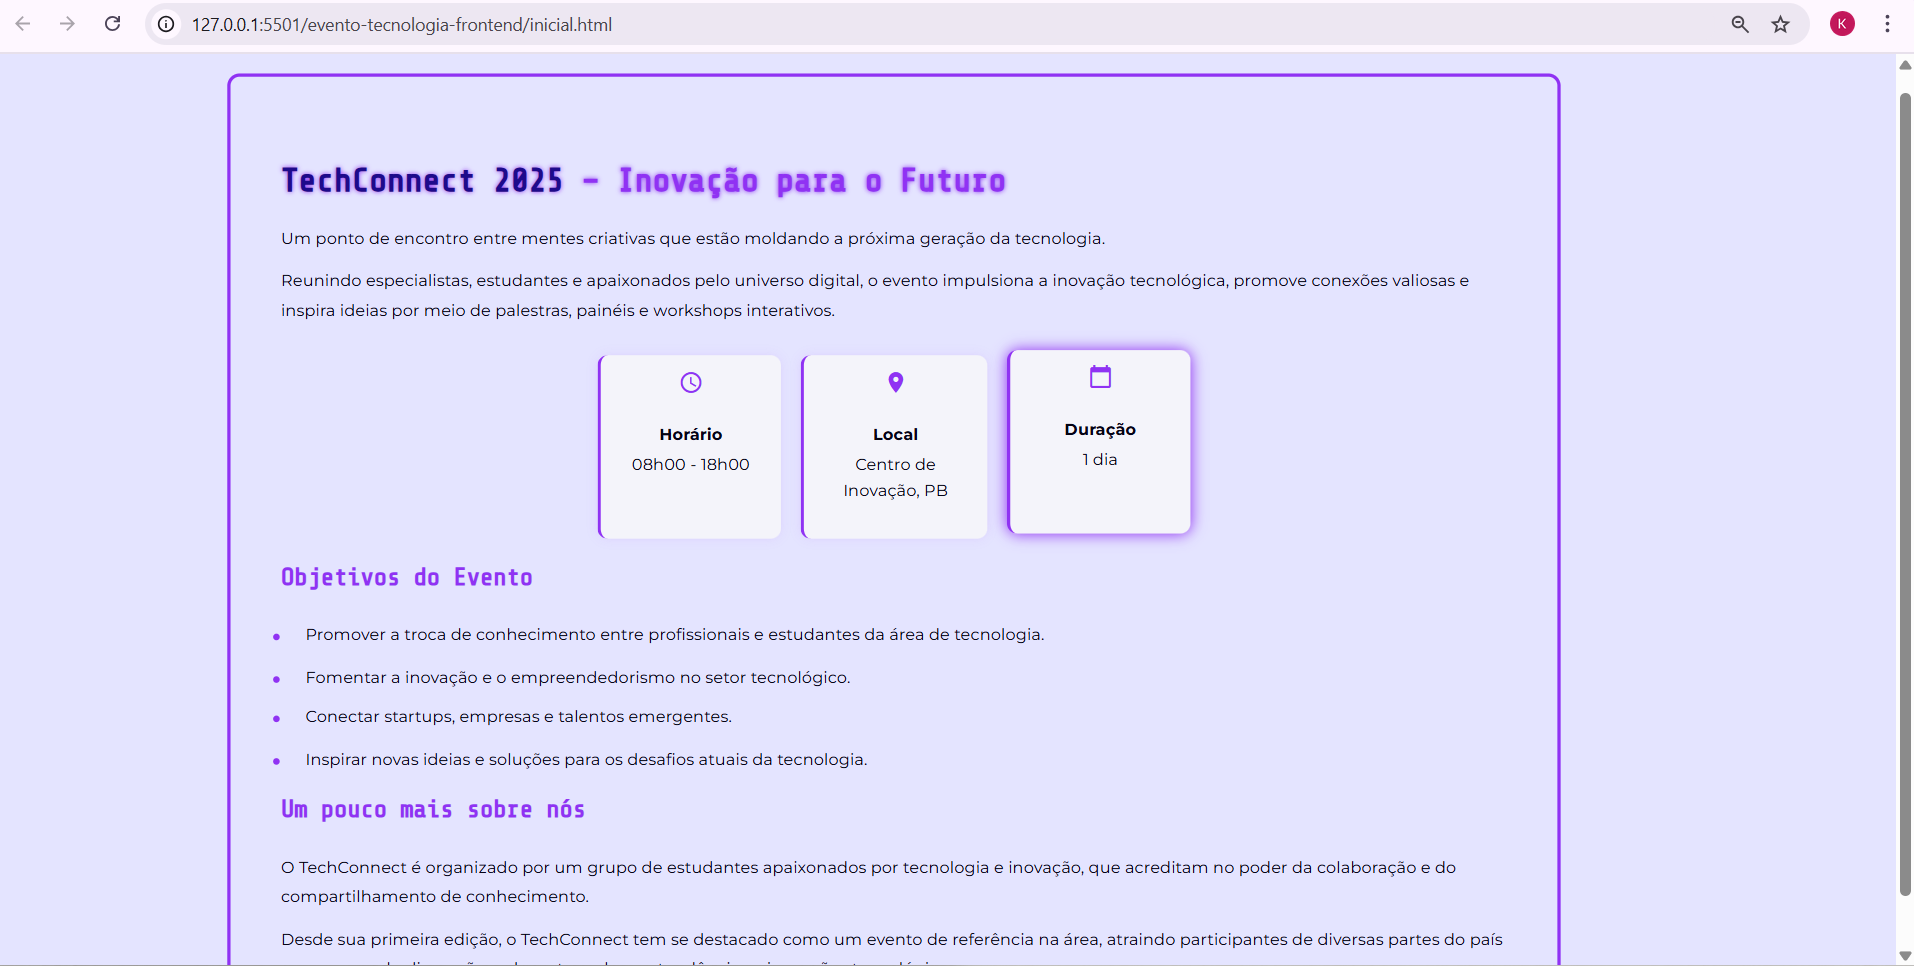 127.0.0.1:5501/evento-tecnologia-frontend/inicial.html
K
TechConnect 2025 - Inovação para o Futuro
Um ponto de encontro entre mentes criativas que estão moldando a próxima geração da tecnologia.
Reunindo especialistas, estudantes e apaixonados pelo universo digital, o evento impulsiona a inovação tecnológica, promove conexões valiosas e
inspira ideias por meio de palestras, painéis e workshops interativos.
Horário
08h00 - 18h00
Local
Centro de
Inovação, PB
Duração
1 dia
Objetivos do Evento
Promover a troca de conhecimento entre profissionais e estudantes da área de tecnologia.
Fomentar a inovação e o empreendedorismo no setor tecnológico.
Conectar startups, empresas e talentos emergentes.
Inspirar novas ideias e soluções para os desafios atuais da tecnologia.
Um pouco mais sobre nós
O TechConnect é organizado por um grupo de estudantes apaixonados por tecnologia e inovação, que acreditam no poder da colaboração e do
compartilhamento de conhecimento.
Desde sua primeira edição, o TechConnect tem se destacado como um evento de referência na área, atraindo participantes de diversas partes do país